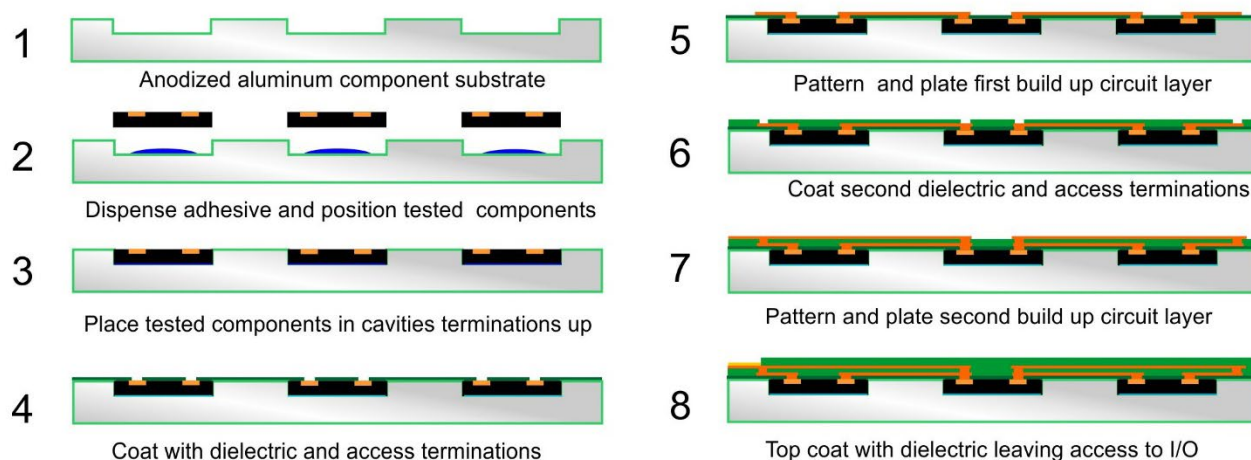 1
Anodized aluminum component substrate
2
Dispense adhesive and position tested components
3
Place tested components in cavities terminations up
4
Coat with dielectric and access terminations
5
Pattern and plate first build up circuit layer
6
Coat second dielectric and access terminations
7
Pattern and plate second build up circuit layer
8
Top coat with dielectric leaving access to I/O